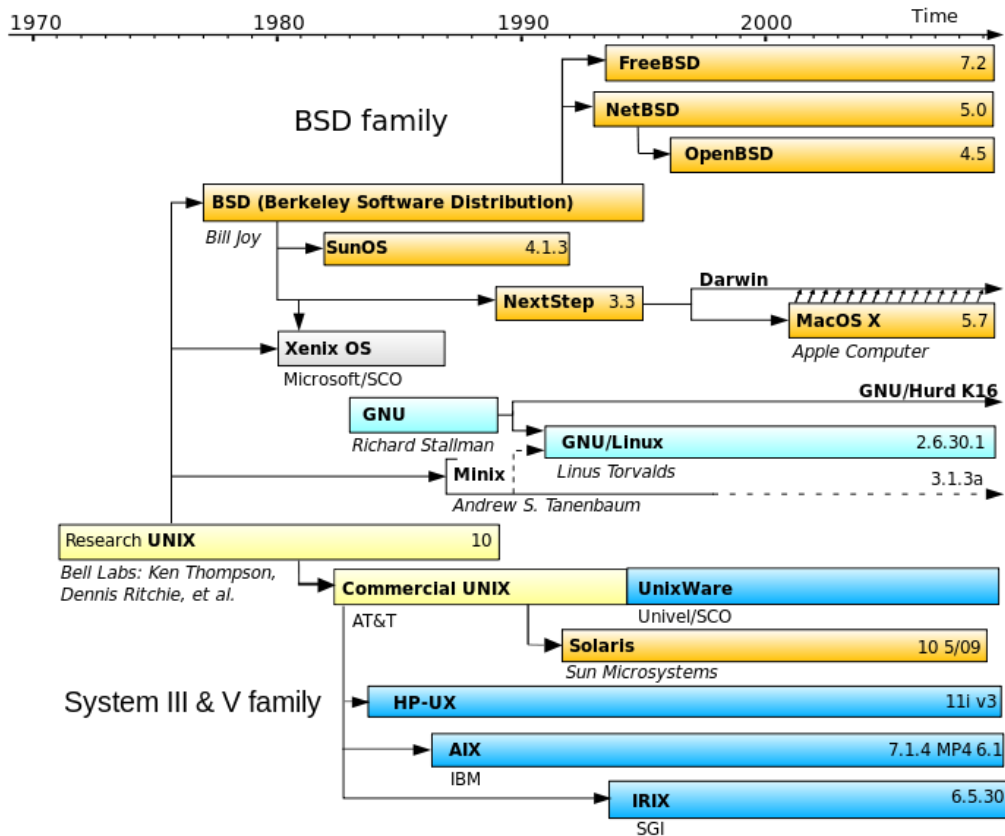 1970 1980 1990 2000 Time
FreeBSD 7.2
BSD family
NetBSD 5.0
OpenBSD 4.5
BSD (Berkeley Software Distribution)
Bill Joy
SunOS 4.1.3
Darwin
NextStep 3.3
MacOS X 5.7
Apple Computer
Xenix OS
Microsoft/SCO
GNU/Hurd K16
GNU
Richard Stallman
GNU/Linux 2.6.30.1
Linus Torvalds
Minix 3.1.3a
Andrew S. Tanenbaum
Research UNIX 10
Bell Labs: Ken Thompson,
Dennis Ritchie, et al.
Commercial UNIX
AT&T
UnixWare
Univel/SCO
Solaris 10 5/09
Sun Microsystems
System III & V family
HP-UX 11i v3
AIX 7.1.4 MP4 6.1
IBM
IRIX 6.5.30
SGI